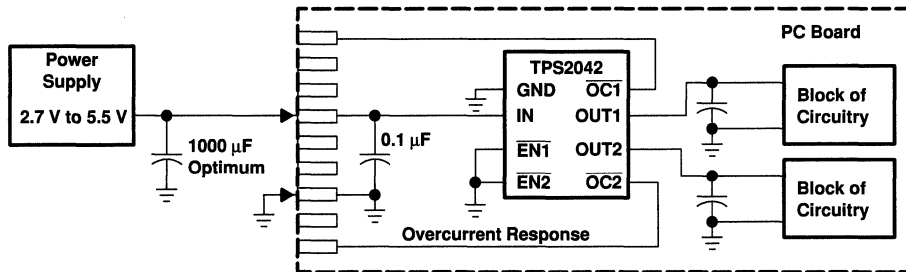 PC Board
Power
Supply
2.7 V to 5.5 V
1000 μF
Optimum
0.1 μF
TPS2042
GND
OC1
IN
OUT1
EN1
OUT2
EN2
OC2
Block of
Circuitry
Block of
Circuitry
Overcurrent Response